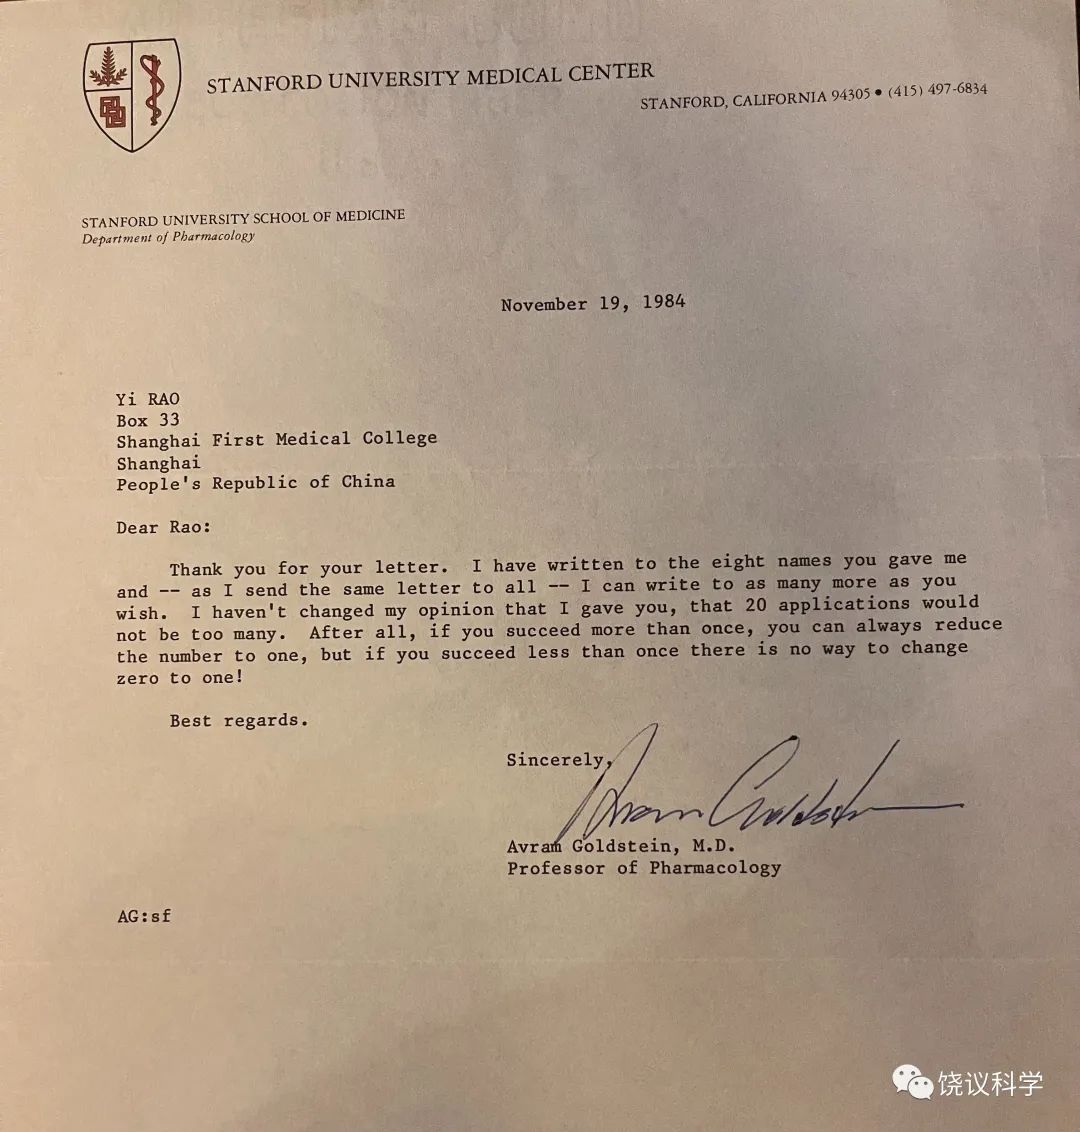 STANFORD UNIVERSITY MEDICAL CENTER
STANFORD, CALIFORNIA 94305 • (415) 497-6834
STANFORD UNIVERSITY SCHOOL OF MEDICINE
Department of Pharmacology
November 19, 1984
Yi RAO
Box 33
Shanghai First Medical College
Shanghai
People's Republic of China
Dear Rao:
Thank you for your letter. I have written to the eight names you gave me
and -- as I send the same letter to all -- I can write to as many more as you
wish. I haven't changed my opinion that I gave you, that 20 applications would
not be too many. After all, if you succeed more than once, you can always reduce
the number to one, but if you succeed less than once there is no way to change
zero to one!
Best regards.
Sincerely,
Avram Goldstein
Avram Goldstein, M.D.
Professor of Pharmacology
AG:sf
饶议科学